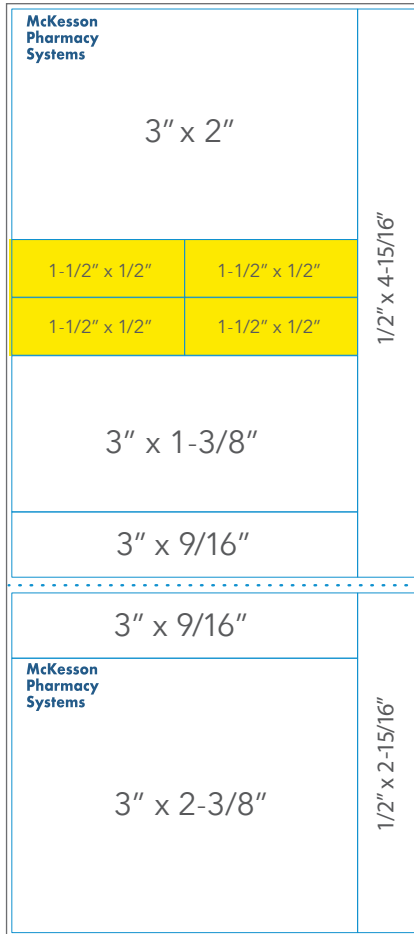 McKesson
Pharmacy
Systems
3” x 2”
1-1/2” x 1/2”
1-1/2” x 1/2”
1-1/2” x 1/2”
1-1/2” x 1/2”
1/2” x 4-15/16”
3” x 1-3/8”
3” x 9/16”
3” x 9/16”
McKesson
Pharmacy
Systems
3” x 2-3/8”
1/2” x 2-15/16”